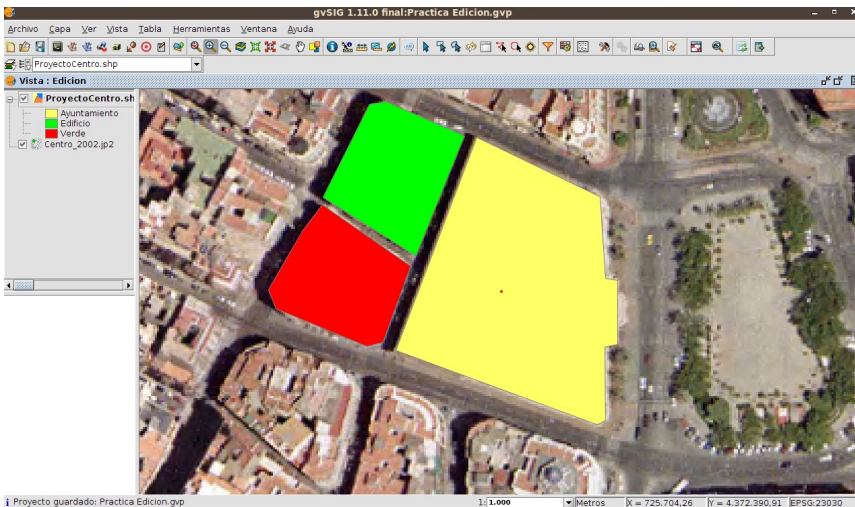 gvSIG 1.11.0 final:Practica Edicion.gvp
Archivo Capa Ver Vista Tabla Herramientas Ventana Ayuda
ProyectoCentro.shp
Vista : Edicion
ProyectoCentro.sh
Ayuntamiento
Edificio
Verde
Centro_2002.jp2
Proyecto guardado: Practica Edicion.gvp 1: 1.000 Metros X = 725.704,26 Y = 4.372.390,91 EPSG:23030